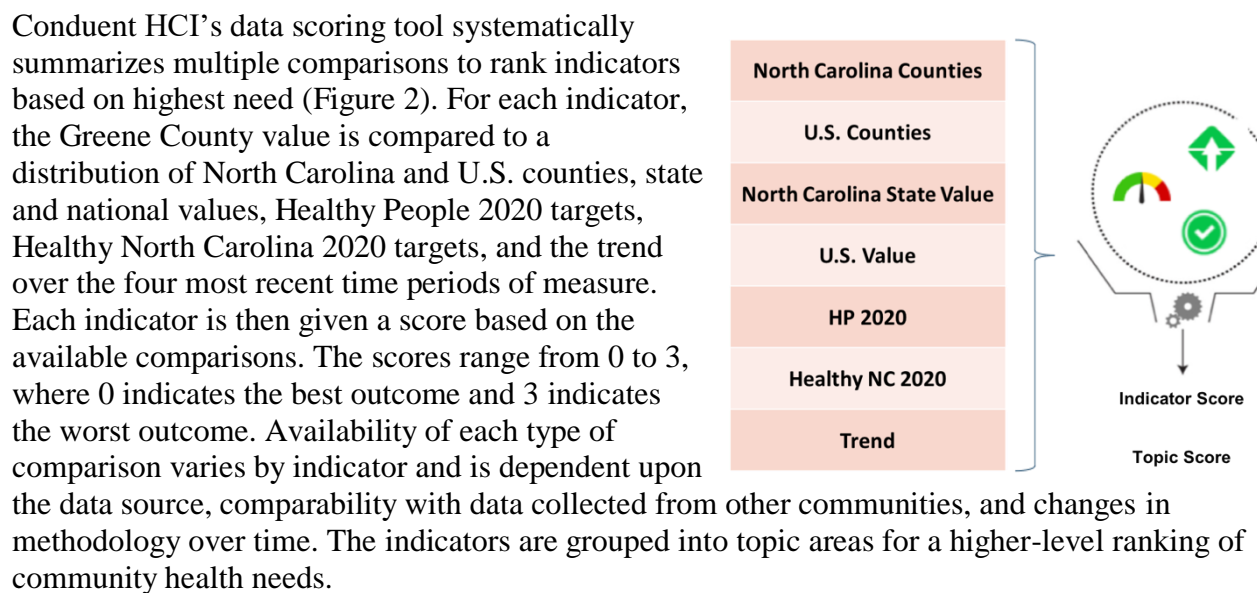 Conduent HCI’s data scoring tool systematically
summarizes multiple comparisons to rank indicators
based on highest need (Figure 2). For each indicator,
the Greene County value is compared to a
distribution of North Carolina and U.S. counties, state
and national values, Healthy People 2020 targets,
Healthy North Carolina 2020 targets, and the trend
over the four most recent time periods of measure.
Each indicator is then given a score based on the
available comparisons. The scores range from 0 to 3,
where 0 indicates the best outcome and 3 indicates
the worst outcome. Availability of each type of
comparison varies by indicator and is dependent upon
the data source, comparability with data collected from other communities, and changes in
methodology over time. The indicators are grouped into topic areas for a higher-level ranking of
community health needs.
North Carolina Counties
U.S. Counties
North Carolina State Value
U.S. Value
HP 2020
Healthy NC 2020
Trend
Indicator Score
Topic Score